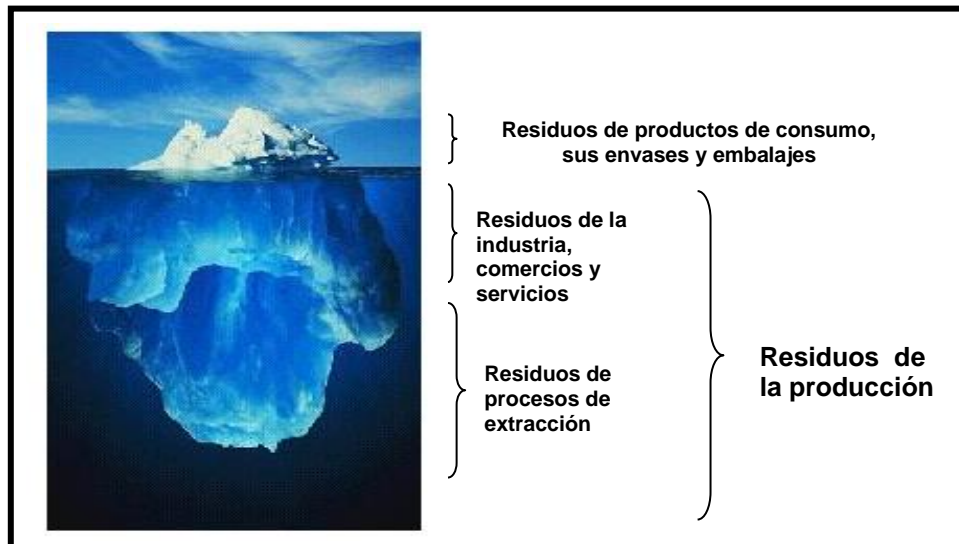 Residuos de productos de consumo,
sus envases y embalajes
Residuos de la
industria,
comercios y
servicios
Residuos de
procesos de
extracción
Residuos de
la producción